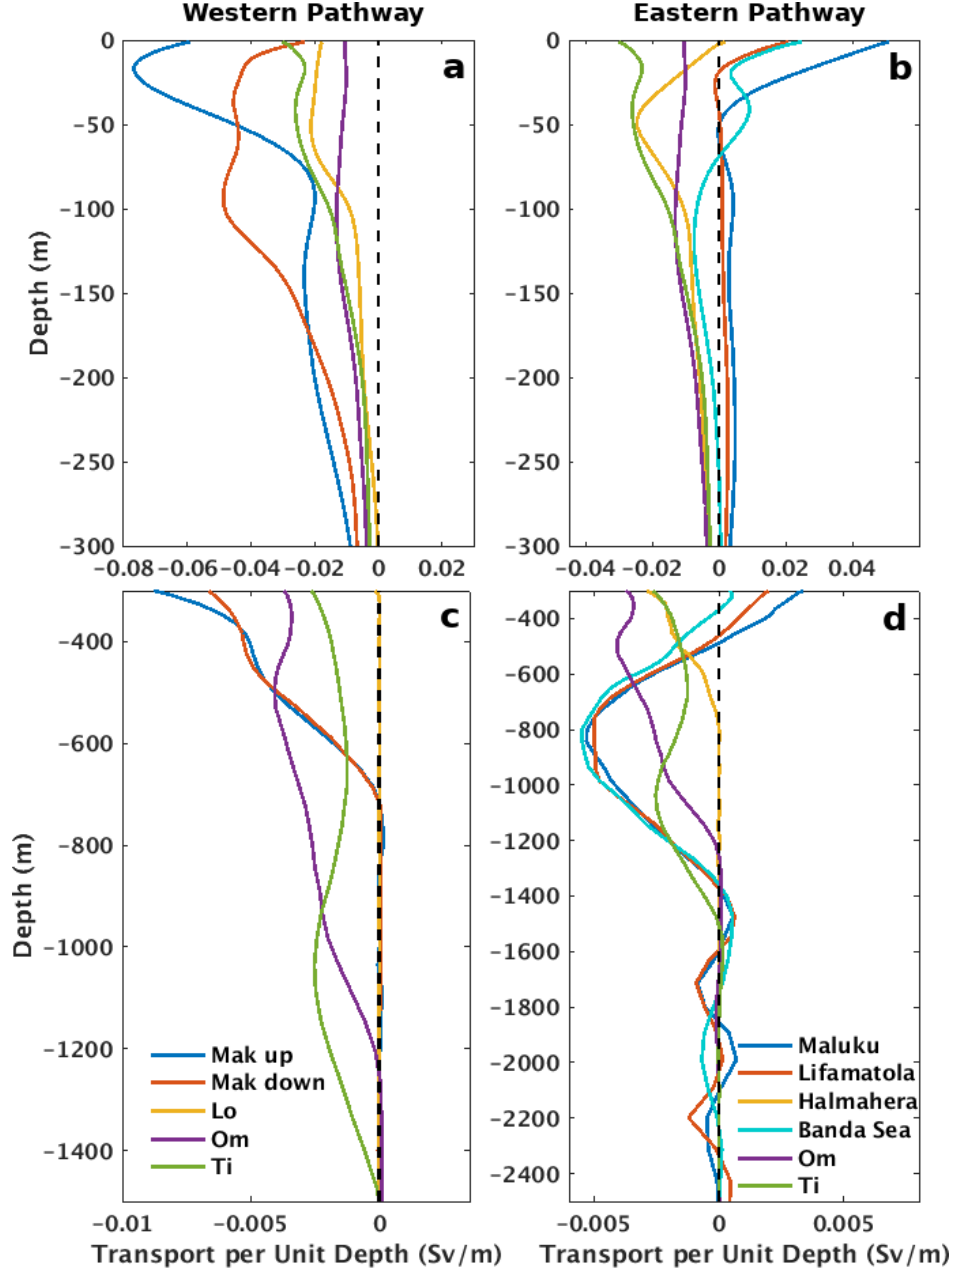 Western Pathway
Eastern Pathway
a
b
0
-50
-100
-150
-200
-250
-300
Depth (m)
-0.08 -0.06 -0.04 -0.02 0 0.02
0
-50
-100
-150
-200
-250
-300
-0.04 -0.02 0 0.02 0.04
c
d
-400
-600
-800
-1000
-1200
-1400
Depth (m)
Mak up
Mak down
Lo
Om
Ti
-0.01 -0.005 0
Transport per Unit Depth (Sv/m)
-400
-600
-800
-1000
-1200
-1400
-1600
-1800
-2000
-2200
-2400
Maluku
Lifamatola
Halmahera
Banda Sea
Om
Ti
-0.005 0 0.005
Transport per Unit Depth (Sv/m)